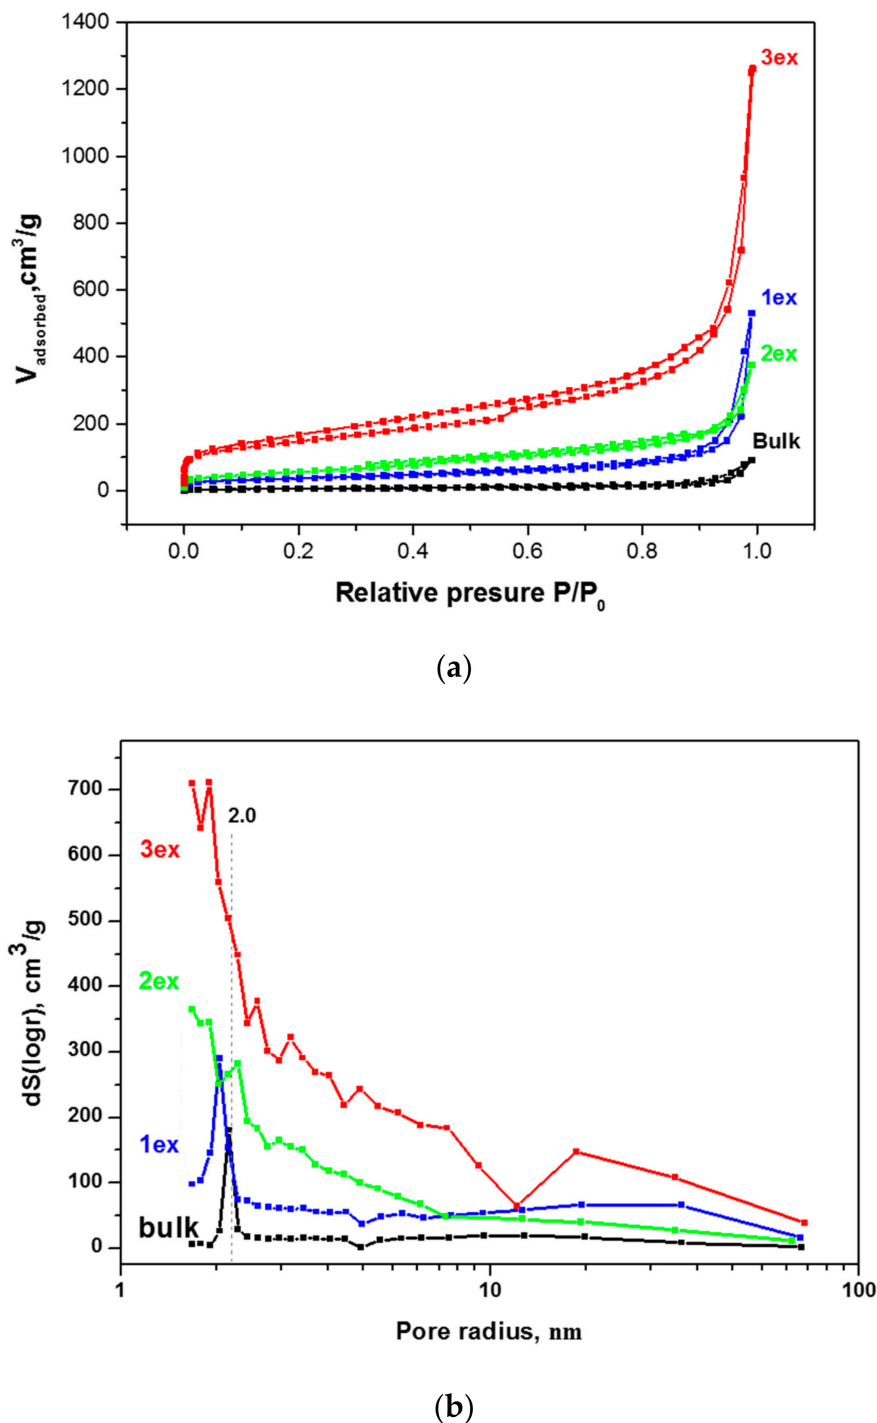 1400
1200
1000
800
600
400
200
0
V adsorbed,cm³/g
3ex
1ex
2ex
Bulk
0.0 0.2 0.4 0.6 0.8 1.0
Relative presure P/P₀
(a)
700
600
500
400
300
200
100
0
dS(logr), cm³/g
2.0
3ex
2ex
1ex
bulk
1 10 100
Pore radius, nm
(b)